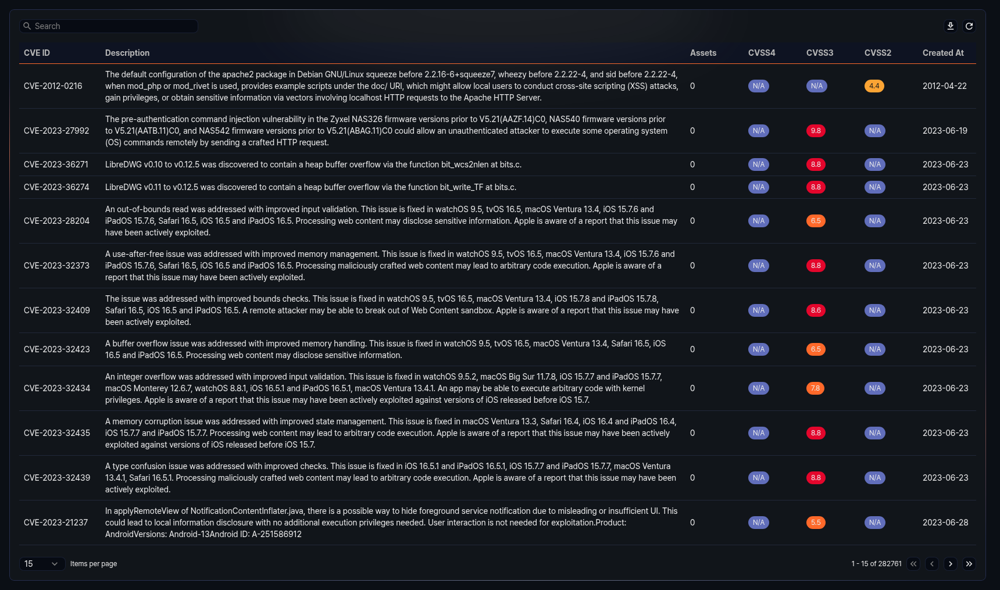 Search
CVE ID Description Assets CVSS4 CVSS3 CVSS2 Created At
The default configuration of the apache2 package in Debian GNU/Linux squeeze before 2.2.16-6+squeeze7, wheezy before 2.2.22-4, and sid before 2.2.22-4,
CVE-2012-0216 when mod_php or mod_rivet is used, provides example scripts under the doc/ URI, which might allow local users to conduct cross-site scripting (XSS) attacks, 0 N/A N/A 4.4 2012-04-22
gain privileges, or obtain sensitive information via vectors involving localhost HTTP requests to the Apache HTTP Server.
The pre-authentication command injection vulnerability in the Zyxel NAS326 firmware versions prior to V5.21(AAZF.14)C0, NAS540 firmware versions prior
CVE-2023-27992 to V5.21(AATB.11)C0, and NAS542 firmware versions prior to V5.21(ABAG.11)C0 could allow an unauthenticated attacker to execute some operating system 0 N/A 9.8 N/A 2023-06-19
(OS) commands remotely by sending a crafted HTTP request.
CVE-2023-36271 LibreDWG v0.10 to v0.12.5 was discovered to contain a heap buffer overflow via the function bit_wcs2nlen at bits.c. 0 N/A 8.8 N/A 2023-06-23
CVE-2023-36274 LibreDWG v0.11 to v0.12.5 was discovered to contain a heap buffer overflow via the function bit_write_TF at bits.c. 0 N/A 8.8 N/A 2023-06-23
An out-of-bounds read was addressed with improved input validation. This issue is fixed in watchOS 9.5, tvOS 16.5, macOS Ventura 13.4, iOS 15.7.6 and
CVE-2023-28204 iPadOS 15.7.6, Safari 16.5, iOS 16.5 and iPadOS 16.5. Processing web content may disclose sensitive information. Apple is aware of a report that this issue may 0 N/A 6.5 N/A 2023-06-23
have been actively exploited.
A use-after-free issue was addressed with improved memory management. This issue is fixed in watchOS 9.5, tvOS 16.5, macOS Ventura 13.4, iOS 15.7.6 and
CVE-2023-32373 iPadOS 15.7.6, Safari 16.5, iOS 16.5 and iPadOS 16.5. Processing maliciously crafted web content may lead to arbitrary code execution. Apple is aware of a 0 N/A 8.8 N/A 2023-06-23
report that this issue may have been actively exploited.
The issue was addressed with improved bounds checks. This issue is fixed in watchOS 9.5, tvOS 16.5, macOS Ventura 13.4, iOS 15.7.8 and iPadOS 15.7.8,
CVE-2023-32409 Safari 16.5, iOS 16.5 and iPadOS 16.5. A remote attacker may be able to break out of Web Content sandbox. Apple is aware of a report that this issue may have 0 N/A 8.6 N/A 2023-06-23
been actively exploited.
A buffer overflow issue was addressed with improved memory handling. This issue is fixed in watchOS 9.5, tvOS 16.5, macOS Ventura 13.4, Safari 16.5, iOS
CVE-2023-32423 16.5 and iPadOS 16.5. Processing web content may disclose sensitive information. 0 N/A 6.5 N/A 2023-06-23
An integer overflow was addressed with improved input validation. This issue is fixed in watchOS 9.5.2, macOS Big Sur 11.7.8, iOS 15.7.7 and iPadOS 15.7.7,
CVE-2023-32434 macOS Monterey 12.6.7, watchOS 8.8.1, iOS 16.5.1 and iPadOS 16.5.1, macOS Ventura 13.4.1. An app may be able to execute arbitrary code with kernel 0 N/A 7.8 N/A 2023-06-23
privileges. Apple is aware of a report that this issue may have been actively exploited against versions of iOS released before iOS 15.7.
A memory corruption issue was addressed with improved state management. This issue is fixed in macOS Ventura 13.3, Safari 16.4, iOS 16.4 and iPadOS 16.4,
CVE-2023-32435 iOS 15.7.7 and iPadOS 15.7.7. Processing web content may lead to arbitrary code execution. Apple is aware of a report that this issue may have been actively 0 N/A 8.8 N/A 2023-06-23
exploited against versions of iOS released before iOS 15.7.
A type confusion issue was addressed with improved checks. This issue is fixed in iOS 16.5.1 and iPadOS 16.5.1, iOS 15.7.7 and iPadOS 15.7.7, macOS Ventura
CVE-2023-32439 13.4.1, Safari 16.5.1. Processing maliciously crafted web content may lead to arbitrary code execution. Apple is aware of a report that this issue may have been 0 N/A 8.8 N/A 2023-06-23
actively exploited.
In applyRemoteView of NotificationContentInflater.java, there is a possible way to hide foreground service notification due to misleading or insufficient UI. This
CVE-2023-21237 could lead to local information disclosure with no additional execution privileges needed. User interaction is not needed for exploitation.Product: 0 N/A 5.5 N/A 2023-06-28
AndroidVersions: Android-13Android ID: A-251586912
15 Items per page 1 - 15 of 282761